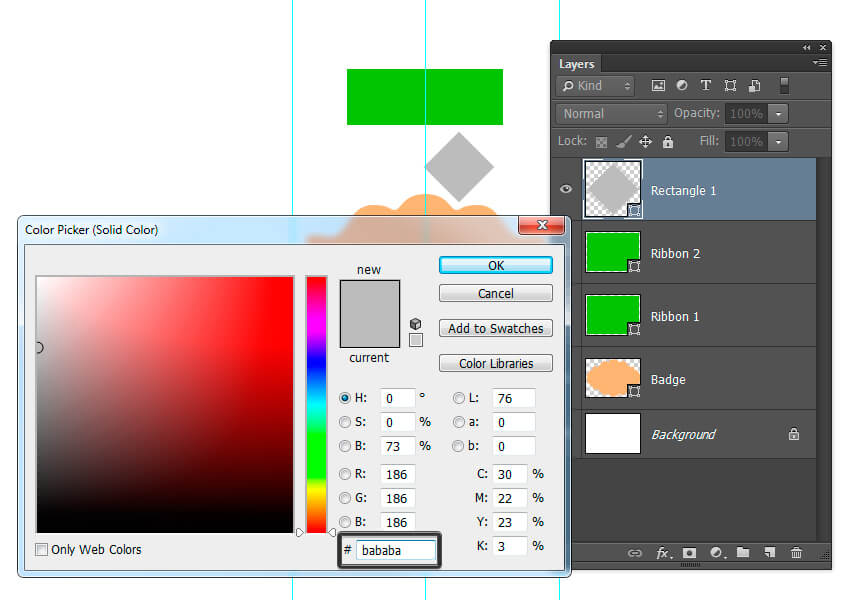 Layers
Kind
Normal Opacity: 100%
Lock: Fill: 100%
Rectangle 1
Ribbon 2
Ribbon 1
Badge
Background
fx.
Color Picker (Solid Color)
new
current
OK
Cancel
Add to Swatches
Color Libraries
H: 0 ° L: 76
S: 0 % a: 0
B: 73 % b: 0
R: 186 C: 30 %
G: 186 M: 22 %
B: 186 Y: 23 %
# bababa K: 3 %
Only Web Colors